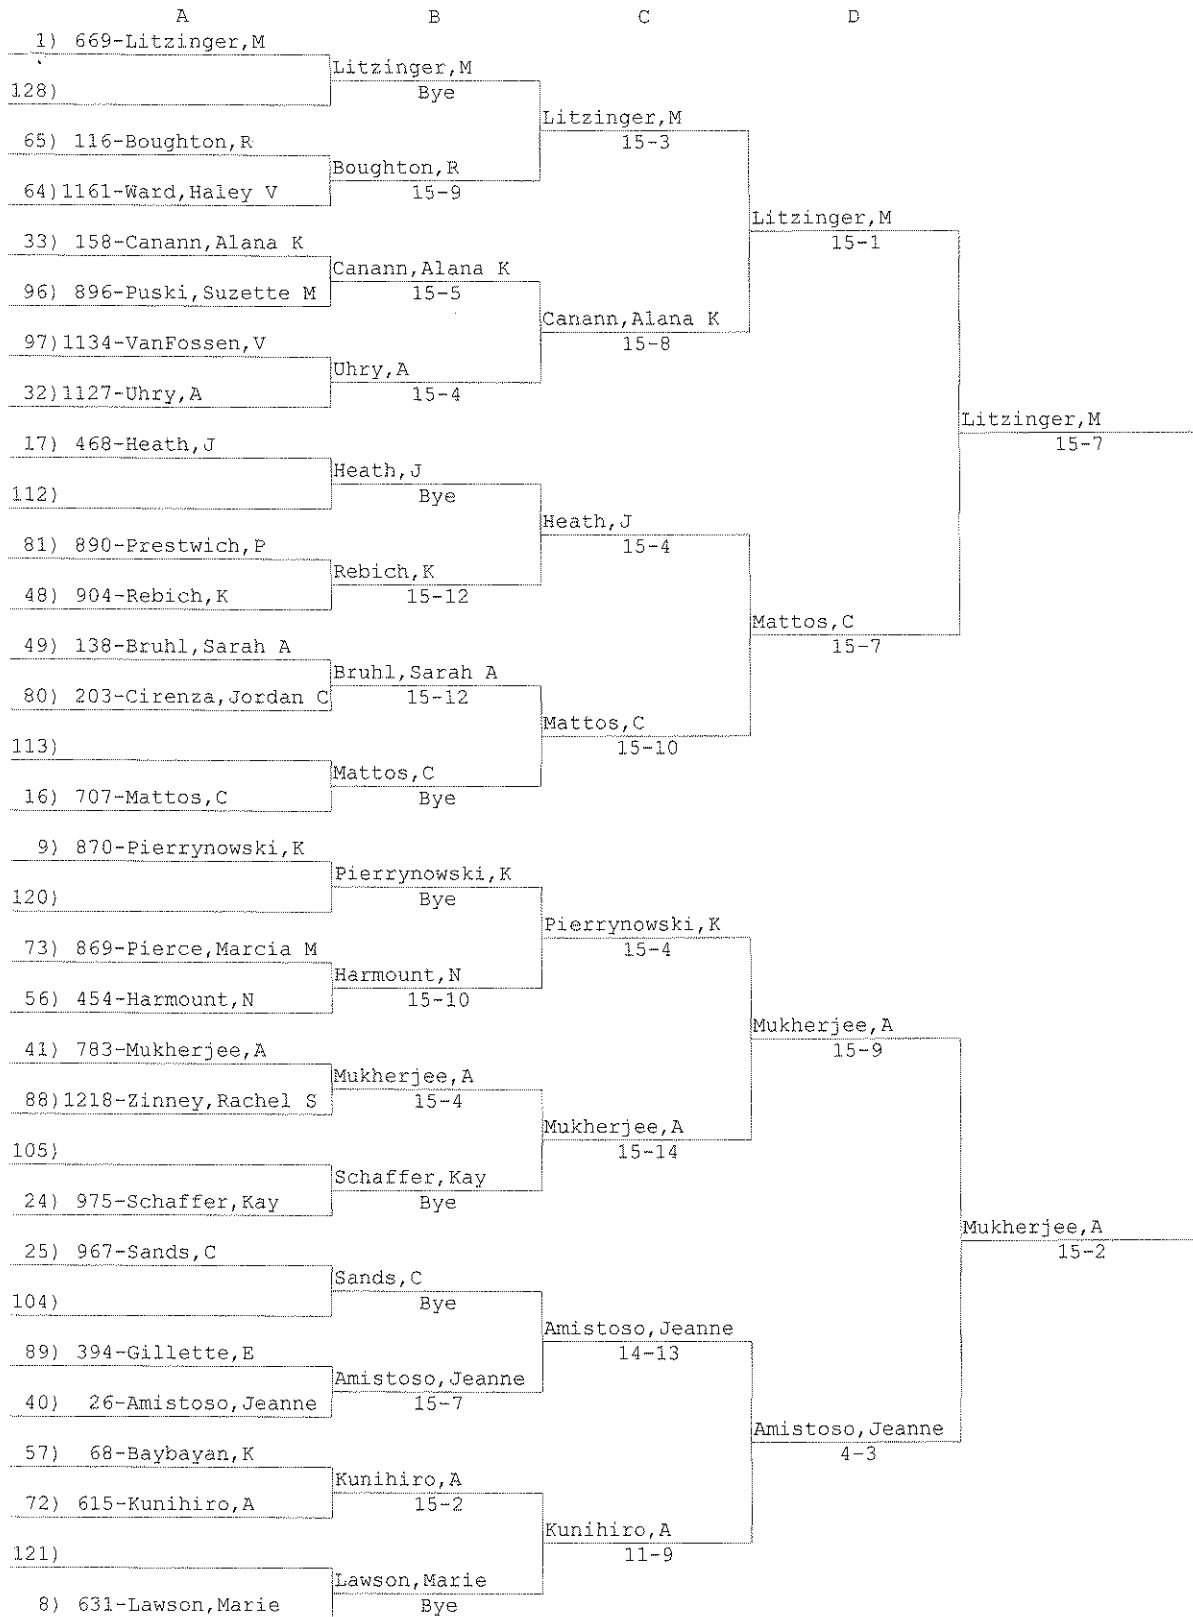 A B C D
1) 669-Litzinger,M
Litzinger,M
128) Bye
Litzinger,M
65) 116-Boughton,R 15-3
Boughton,R
64)1161-Ward,Haley V 15-9
Litzinger,M
33) 158-Canann,Alana K 15-1
Canann,Alana K
96) 896-Puski,Suzette M 15-5
Canann,Alana K
97)1134-VanFossen,V 15-8
Uhry,A
32)1127-Uhry,A 15-4
Litzinger,M
17) 468-Heath,J 15-7
Heath,J
112) Bye
Heath,J
81) 890-Prestwich,P 15-4
Rebich,K
48) 904-Rebich,K 15-12
Mattos,C
49) 138-Bruhl,Sarah A 15-7
Bruhl,Sarah A
80) 203-Cirenza,Jordan C 15-12
Mattos,C
113) 15-10
Mattos,C
16) 707-Mattos,C Bye
9) 870-Pierrynowski,K
Pierrynowski,K
120) Bye
Pierrynowski,K
73) 869-Pierce,Marcia M 15-4
Harmount,N
56) 454-Harmount,N 15-10
Mukherjee,A
41) 783-Mukherjee,A 15-9
Mukherjee,A
88)1218-Zinney,Rachel S 15-4
Mukherjee,A
105) 15-14
Schaffer,Kay
24) 975-Schaffer,Kay Bye
Mukherjee,A
25) 967-Sands,C 15-2
Sands,C
104) Bye
Amistoso,Jeanne
89) 394-Gillette,E 14-13
Amistoso,Jeanne
40) 26-Amistoso,Jeanne 15-7
Amistoso,Jeanne
57) 68-Baybayan,K 4-3
Kunihiro,A
72) 615-Kunihiro,A 15-2
Kunihiro,A
121) 11-9
Lawson,Marie
8) 631-Lawson,Marie Bye